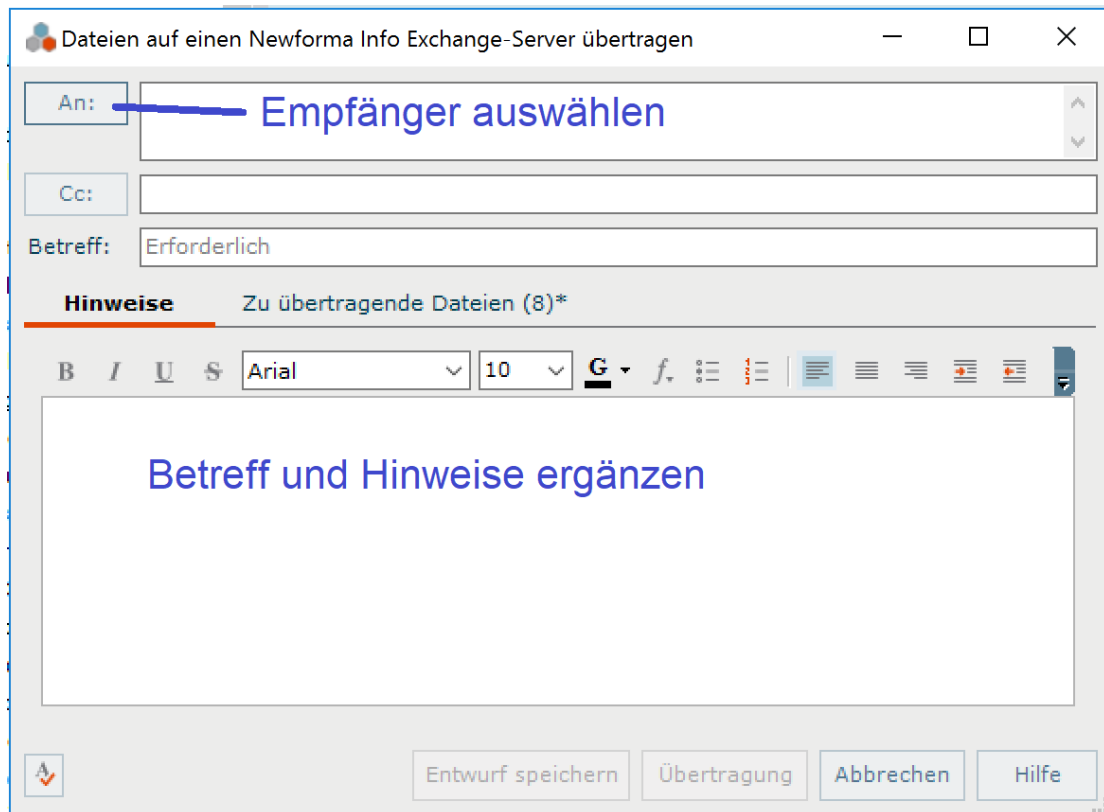 Dateien auf einen Newforma Info Exchange-Server übertragen
An:
Empfänger auswählen
Cc:
Betreff: Erforderlich
Hinweise Zu übertragende Dateien (8)*
B I U S Arial 10 G f
Betreff und Hinweise ergänzen
Entwurf speichern Übertragung Abbrechen Hilfe